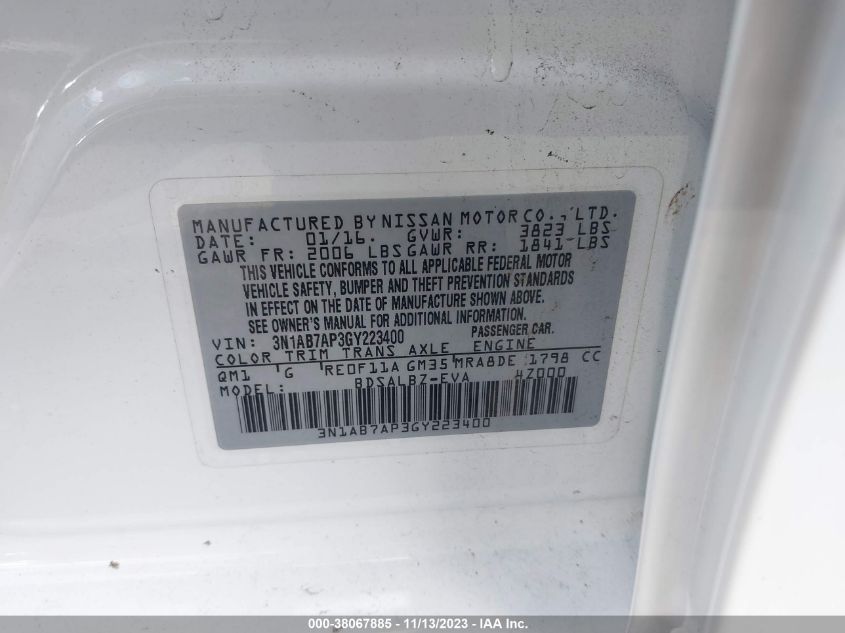 MANUFACTURED BY NISSAN MOTOR CO., LTD.
DATE: 01/16. GVWR: 3823 LBS
GAWR FR: 2006 LBS GAWR RR: 1841 LBS
THIS VEHICLE CONFORMS TO ALL APPLICABLE FEDERAL MOTOR
VEHICLE SAFETY, BUMPER AND THEFT PREVENTION STANDARDS
IN EFFECT ON THE DATE OF MANUFACTURE SHOWN ABOVE.
SEE OWNER'S MANUAL FOR ADDITIONAL INFORMATION.
VIN: 3N1AB7AP3GY223400 PASSENGER CAR.
COLOR TRIM TRANS AXLE ENGINE
QM1 G RE0F11A GM35 MRA8DE 1798 CC
MODEL: BDSALBZ-EVA HZ000
3N1AB7AP3GY223400
000-38067885 - 11/13/2023 - IAA Inc.